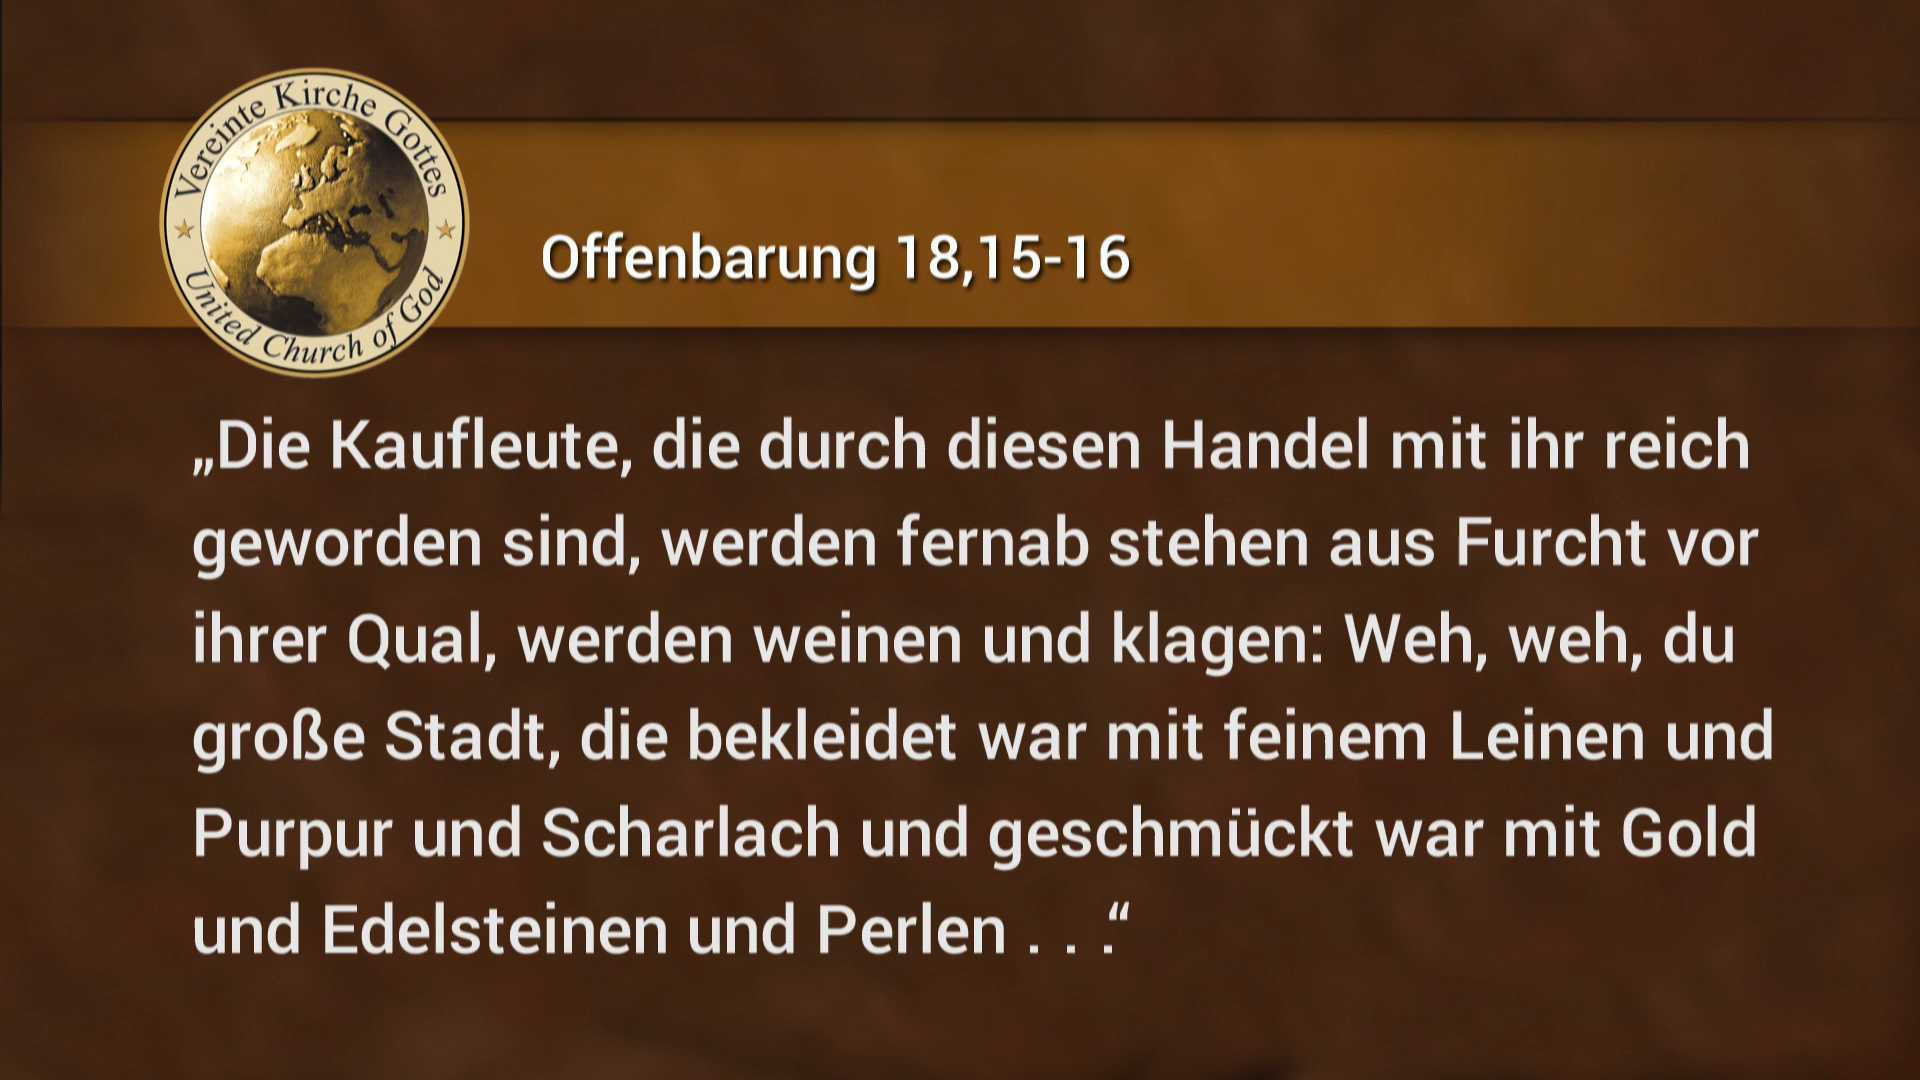 Vereinte Kirche Gottes
United Church of God
Offenbarung 18,15-16
„Die Kaufleute, die durch diesen Handel mit ihr reich
geworden sind, werden fernab stehen aus Furcht vor
ihrer Qual, werden weinen und klagen: Weh, weh, du
große Stadt, die bekleidet war mit feinem Leinen und
Purpur und Scharlach und geschmückt war mit Gold
und Edelsteinen und Perlen . . .“